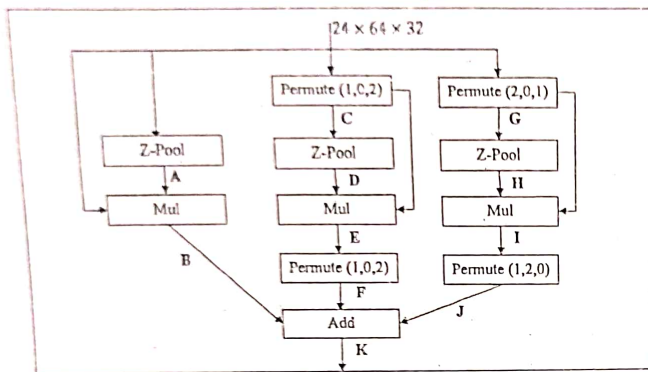 24 × 64 × 32
Permute (1,0,2)
Permute (2,0,1)
C
G
Z-Pool
Z-Pool
Z-Pool
A
D
H
Mul
Mul
Mul
B
E
I
Permute (1,0,2)
Permute (1,2,0)
F
J
Add
K